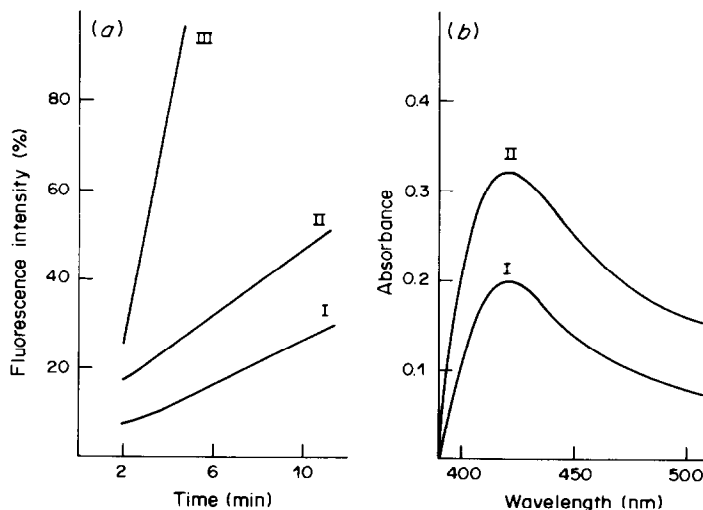 (a)
III
II
I
80
60
40
20
Fluorescence intensity (%)
2 6 10
Time (min)
(b)
II
I
0.4
0.3
0.2
0.1
Absorbance
400 450 500
Wavelength (nm)